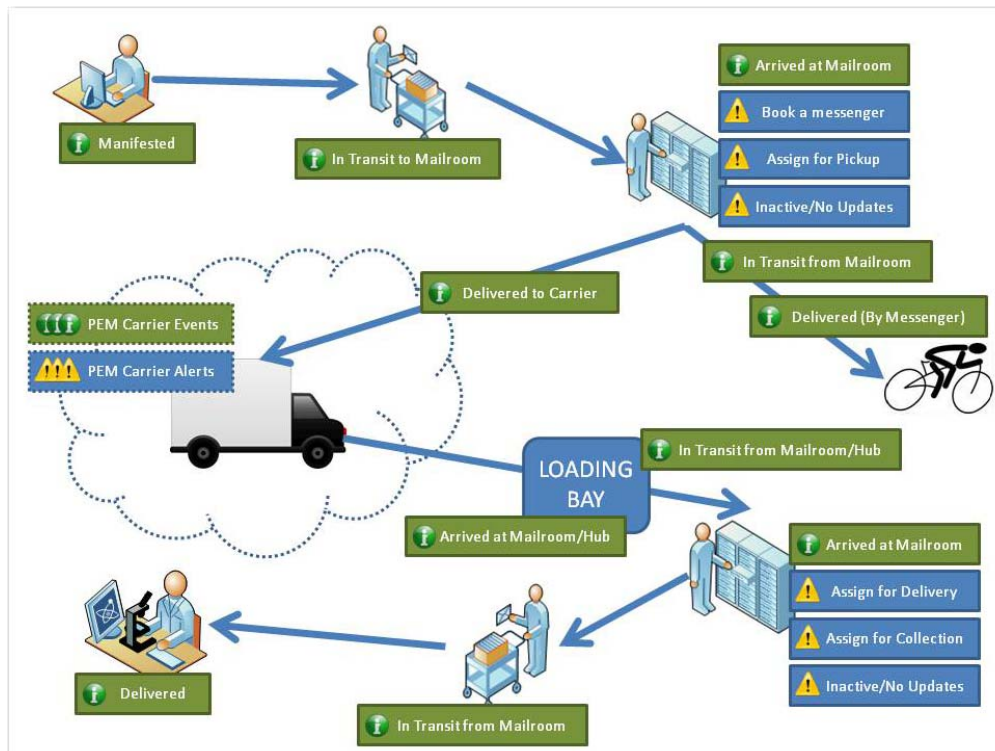 Manifested
In Transit to Mailroom
Arrived at Mailroom
Book a messenger
Assign for Pickup
Inactive/No Updates
In Transit from Mailroom
Delivered to Carrier
Delivered (By Messenger)
PEM Carrier Events
PEM Carrier Alerts
In Transit from Mailroom/Hub
LOADING
BAY
Arrived at Mailroom/Hub
Arrived at Mailroom
Assign for Delivery
Assign for Collection
Inactive/No Updates
Delivered
In Transit from Mailroom